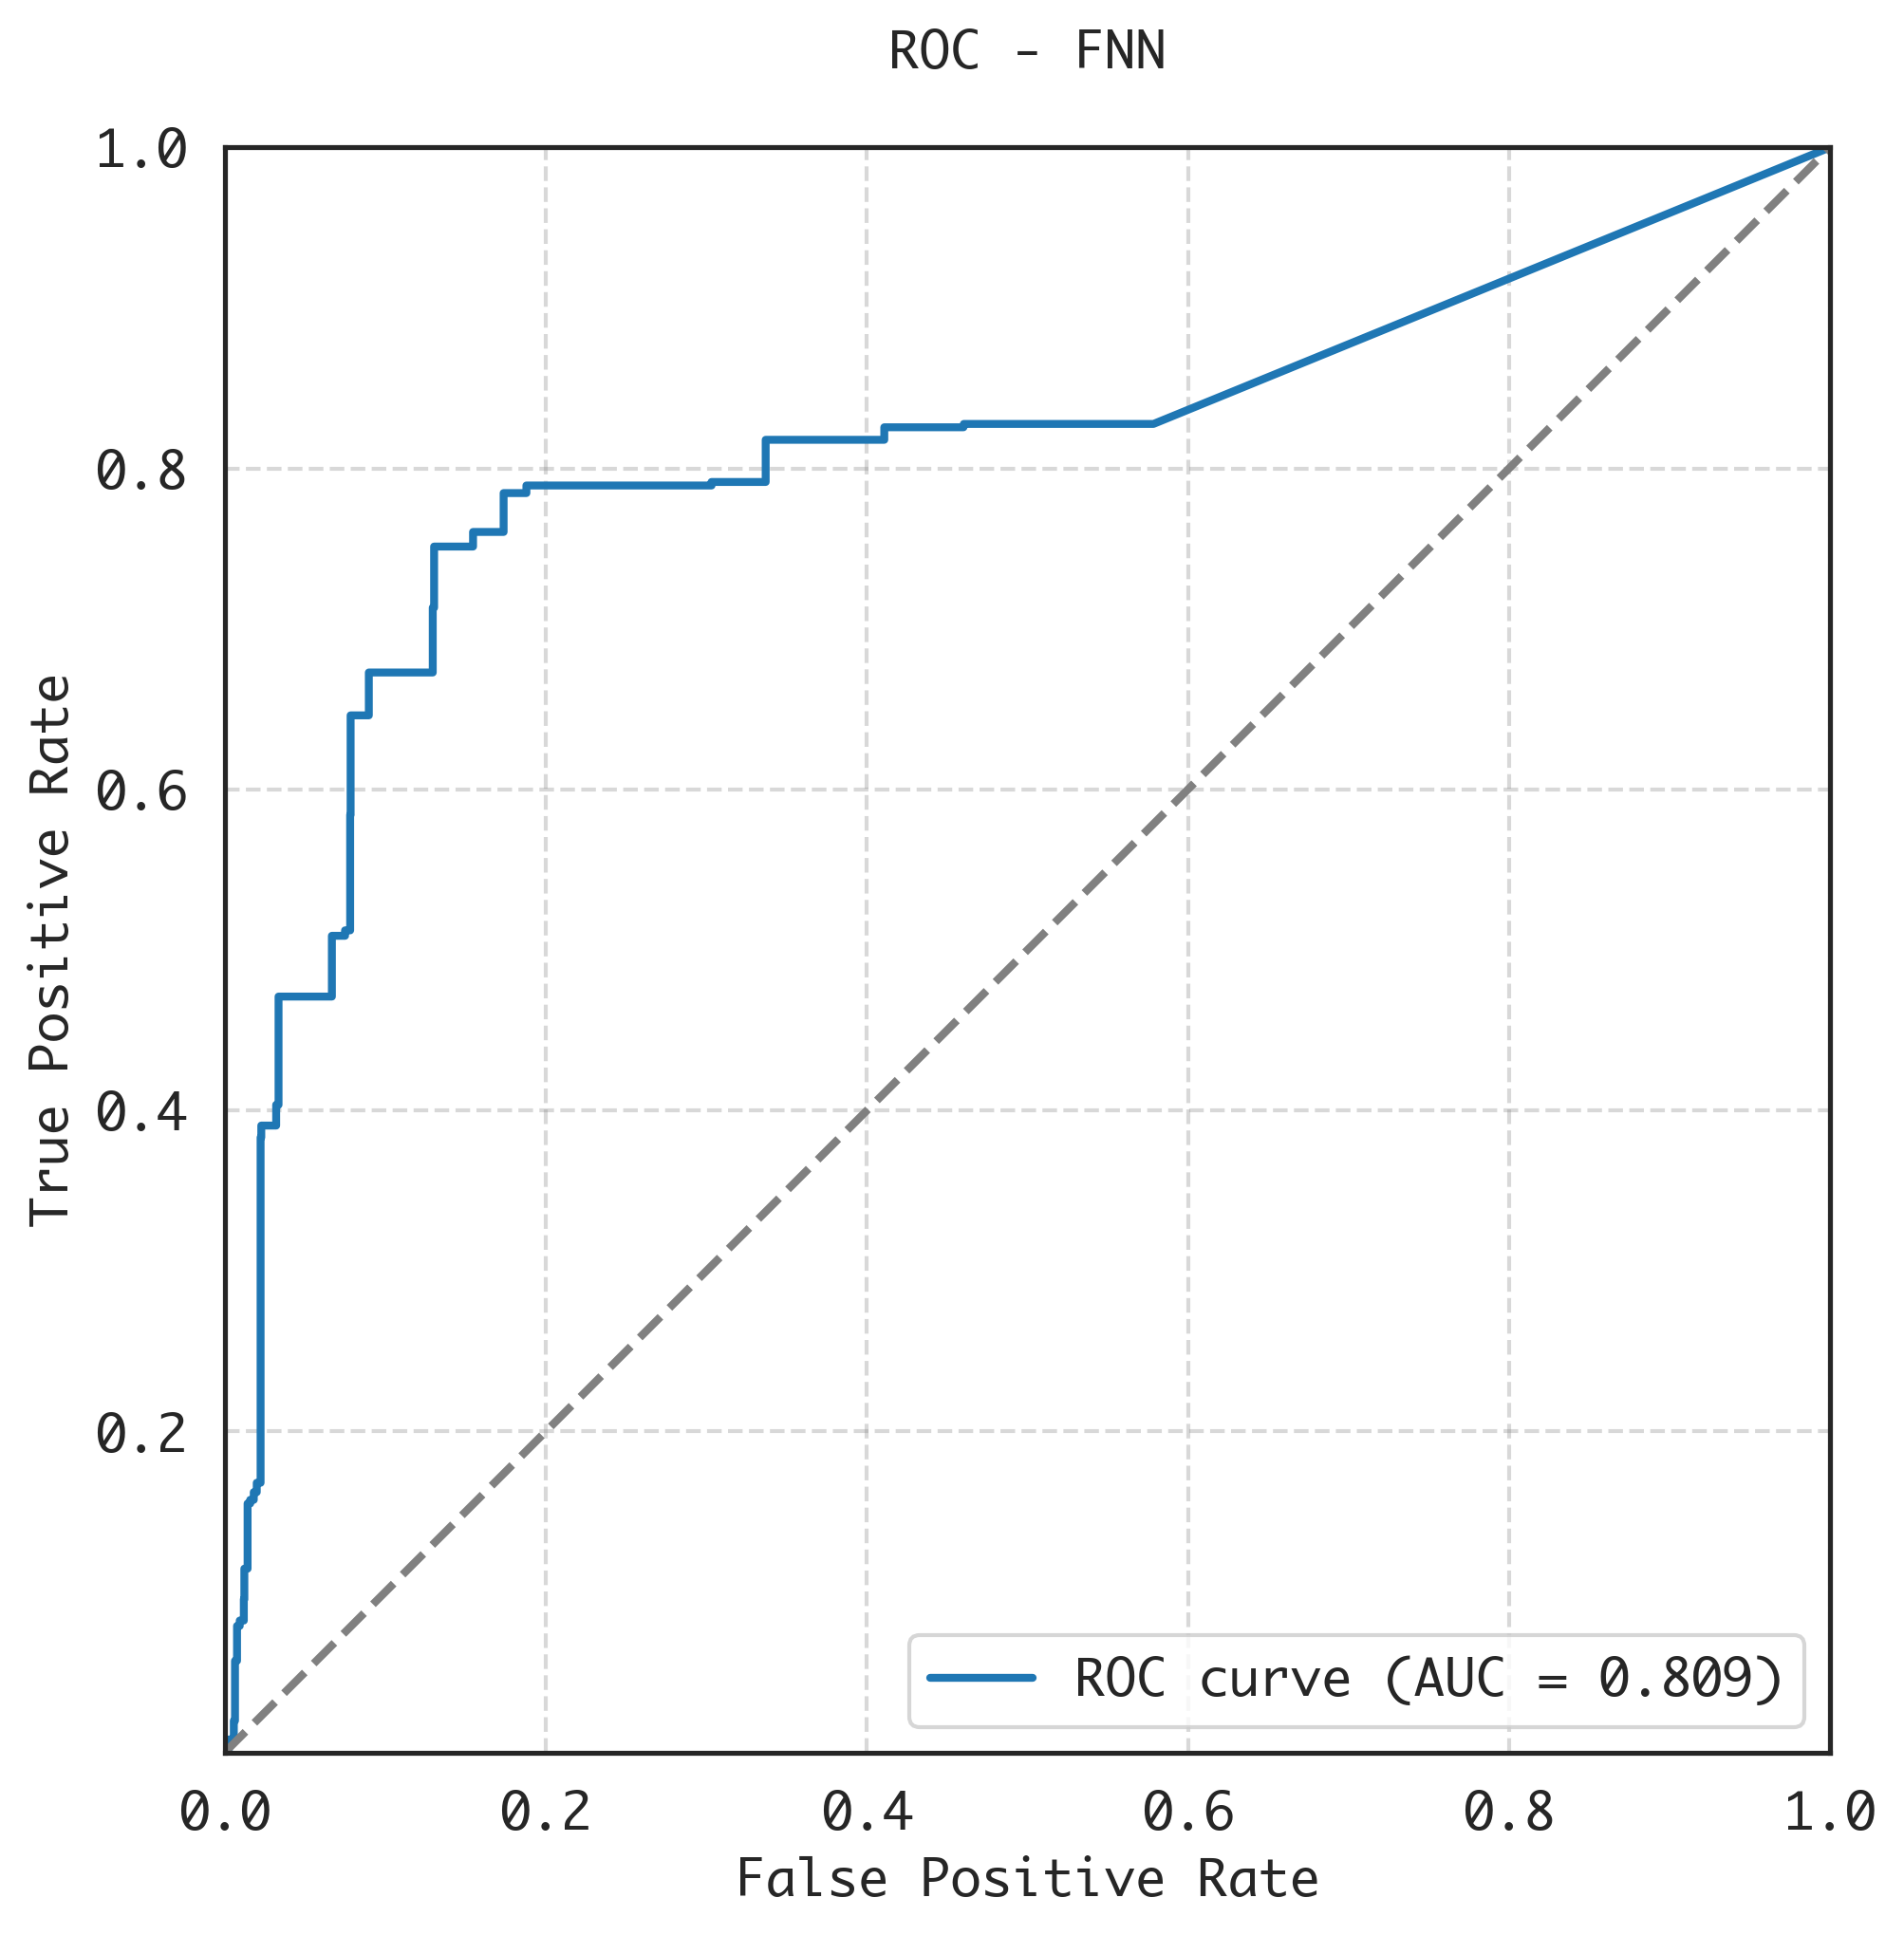 ROC - FNN
1.0
0.8
0.6
0.4
0.2
True Positive Rate
ROC curve (AUC = 0.809)
0.0 0.2 0.4 0.6 0.8 1.0
False Positive Rate